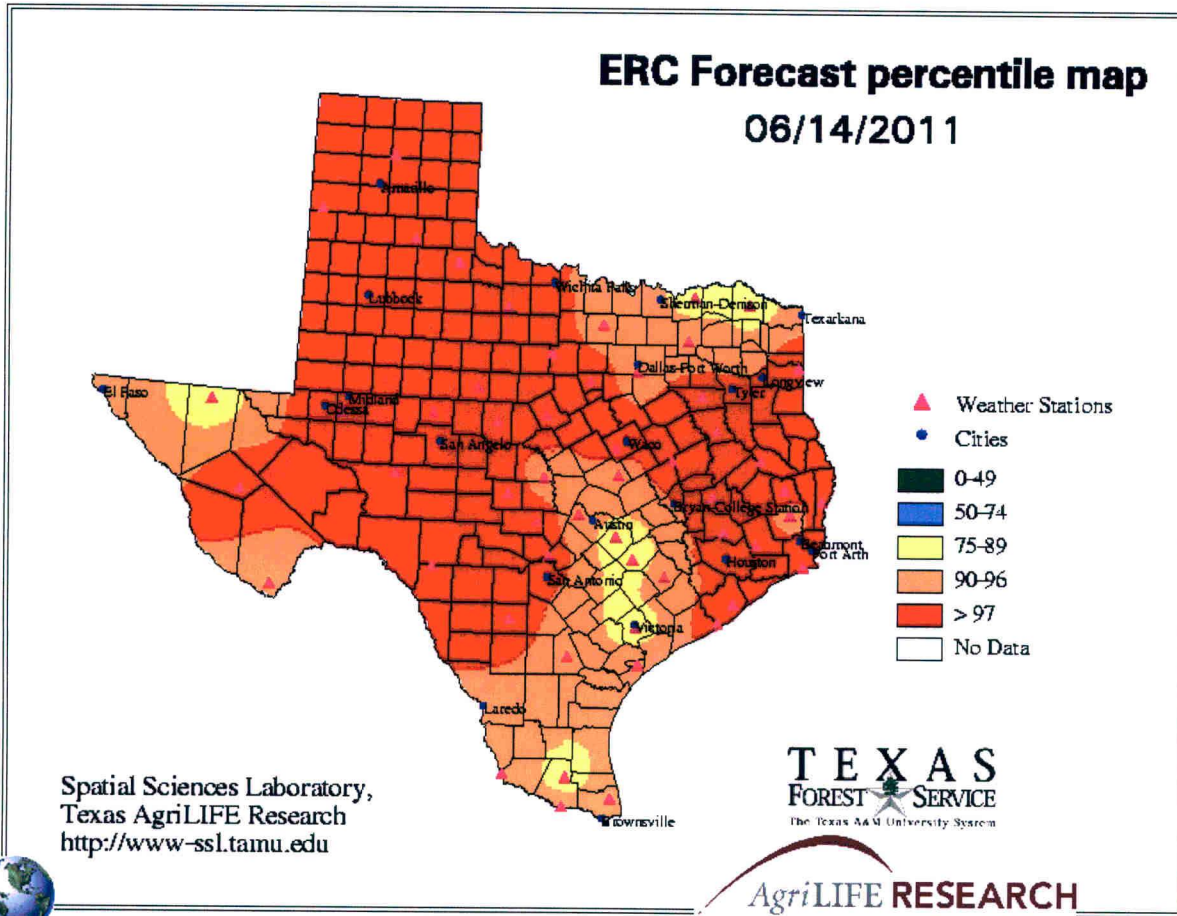 ERC Forecast percentile map
06/14/2011
Amarillo
Lubbock
Wichita Falls
Sherman-Denison
Texarkana
Dallas-Fort Worth
Longview
Tyler
El Paso
Midland
Odessa
San Angelo
Waco
Bryan-College Station
Austin
Beaumont
Port Arth
Houston
San Antonio
Victoria
Laredo
Brownsville
Weather Stations
Cities
0-49
50-74
75-89
90-96
> 97
No Data
Spatial Sciences Laboratory,
Texas AgriLIFE Research
http://www-ssl.tamu.edu
TEXAS
FOREST SERVICE
The Texas A&M University System
AgriLIFE RESEARCH